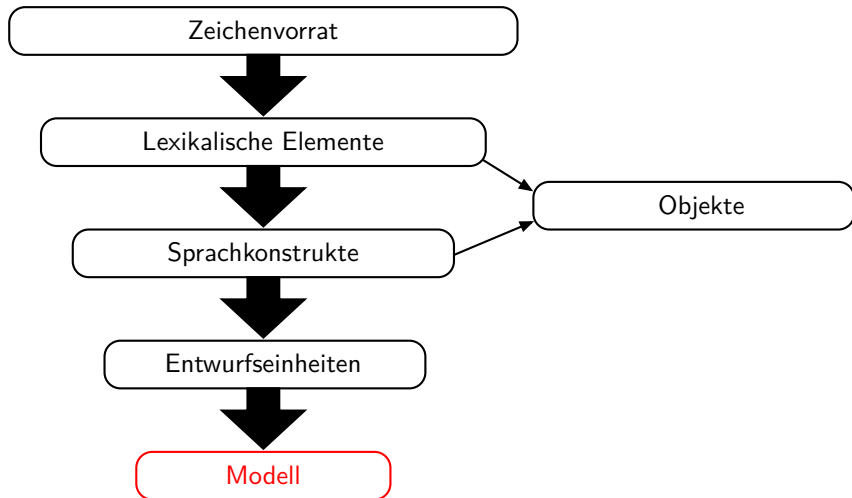 Zeichenvorrat
Lexikalische Elemente
Objekte
Sprachkonstrukte
Entwurfseinheiten
Modell